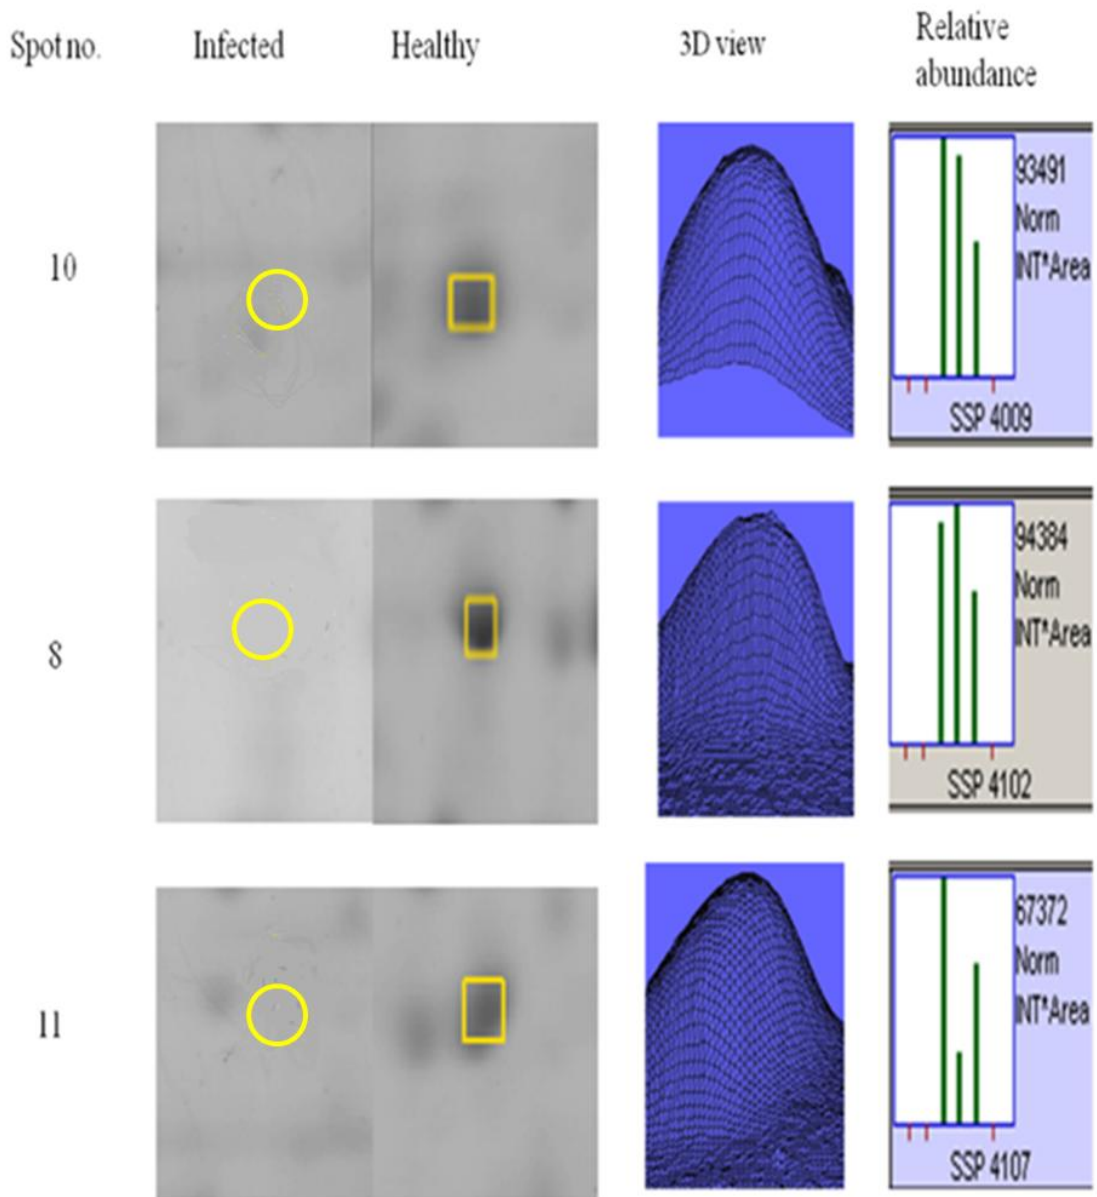 Spot no.
Infected
Healthy
3D view
Relative
abundance
10
93491
Norm
INT*Area
SSP 4009
8
94384
Norm
INT*Area
SSP 4102
11
67372
Norm
INT*Area
SSP 4107